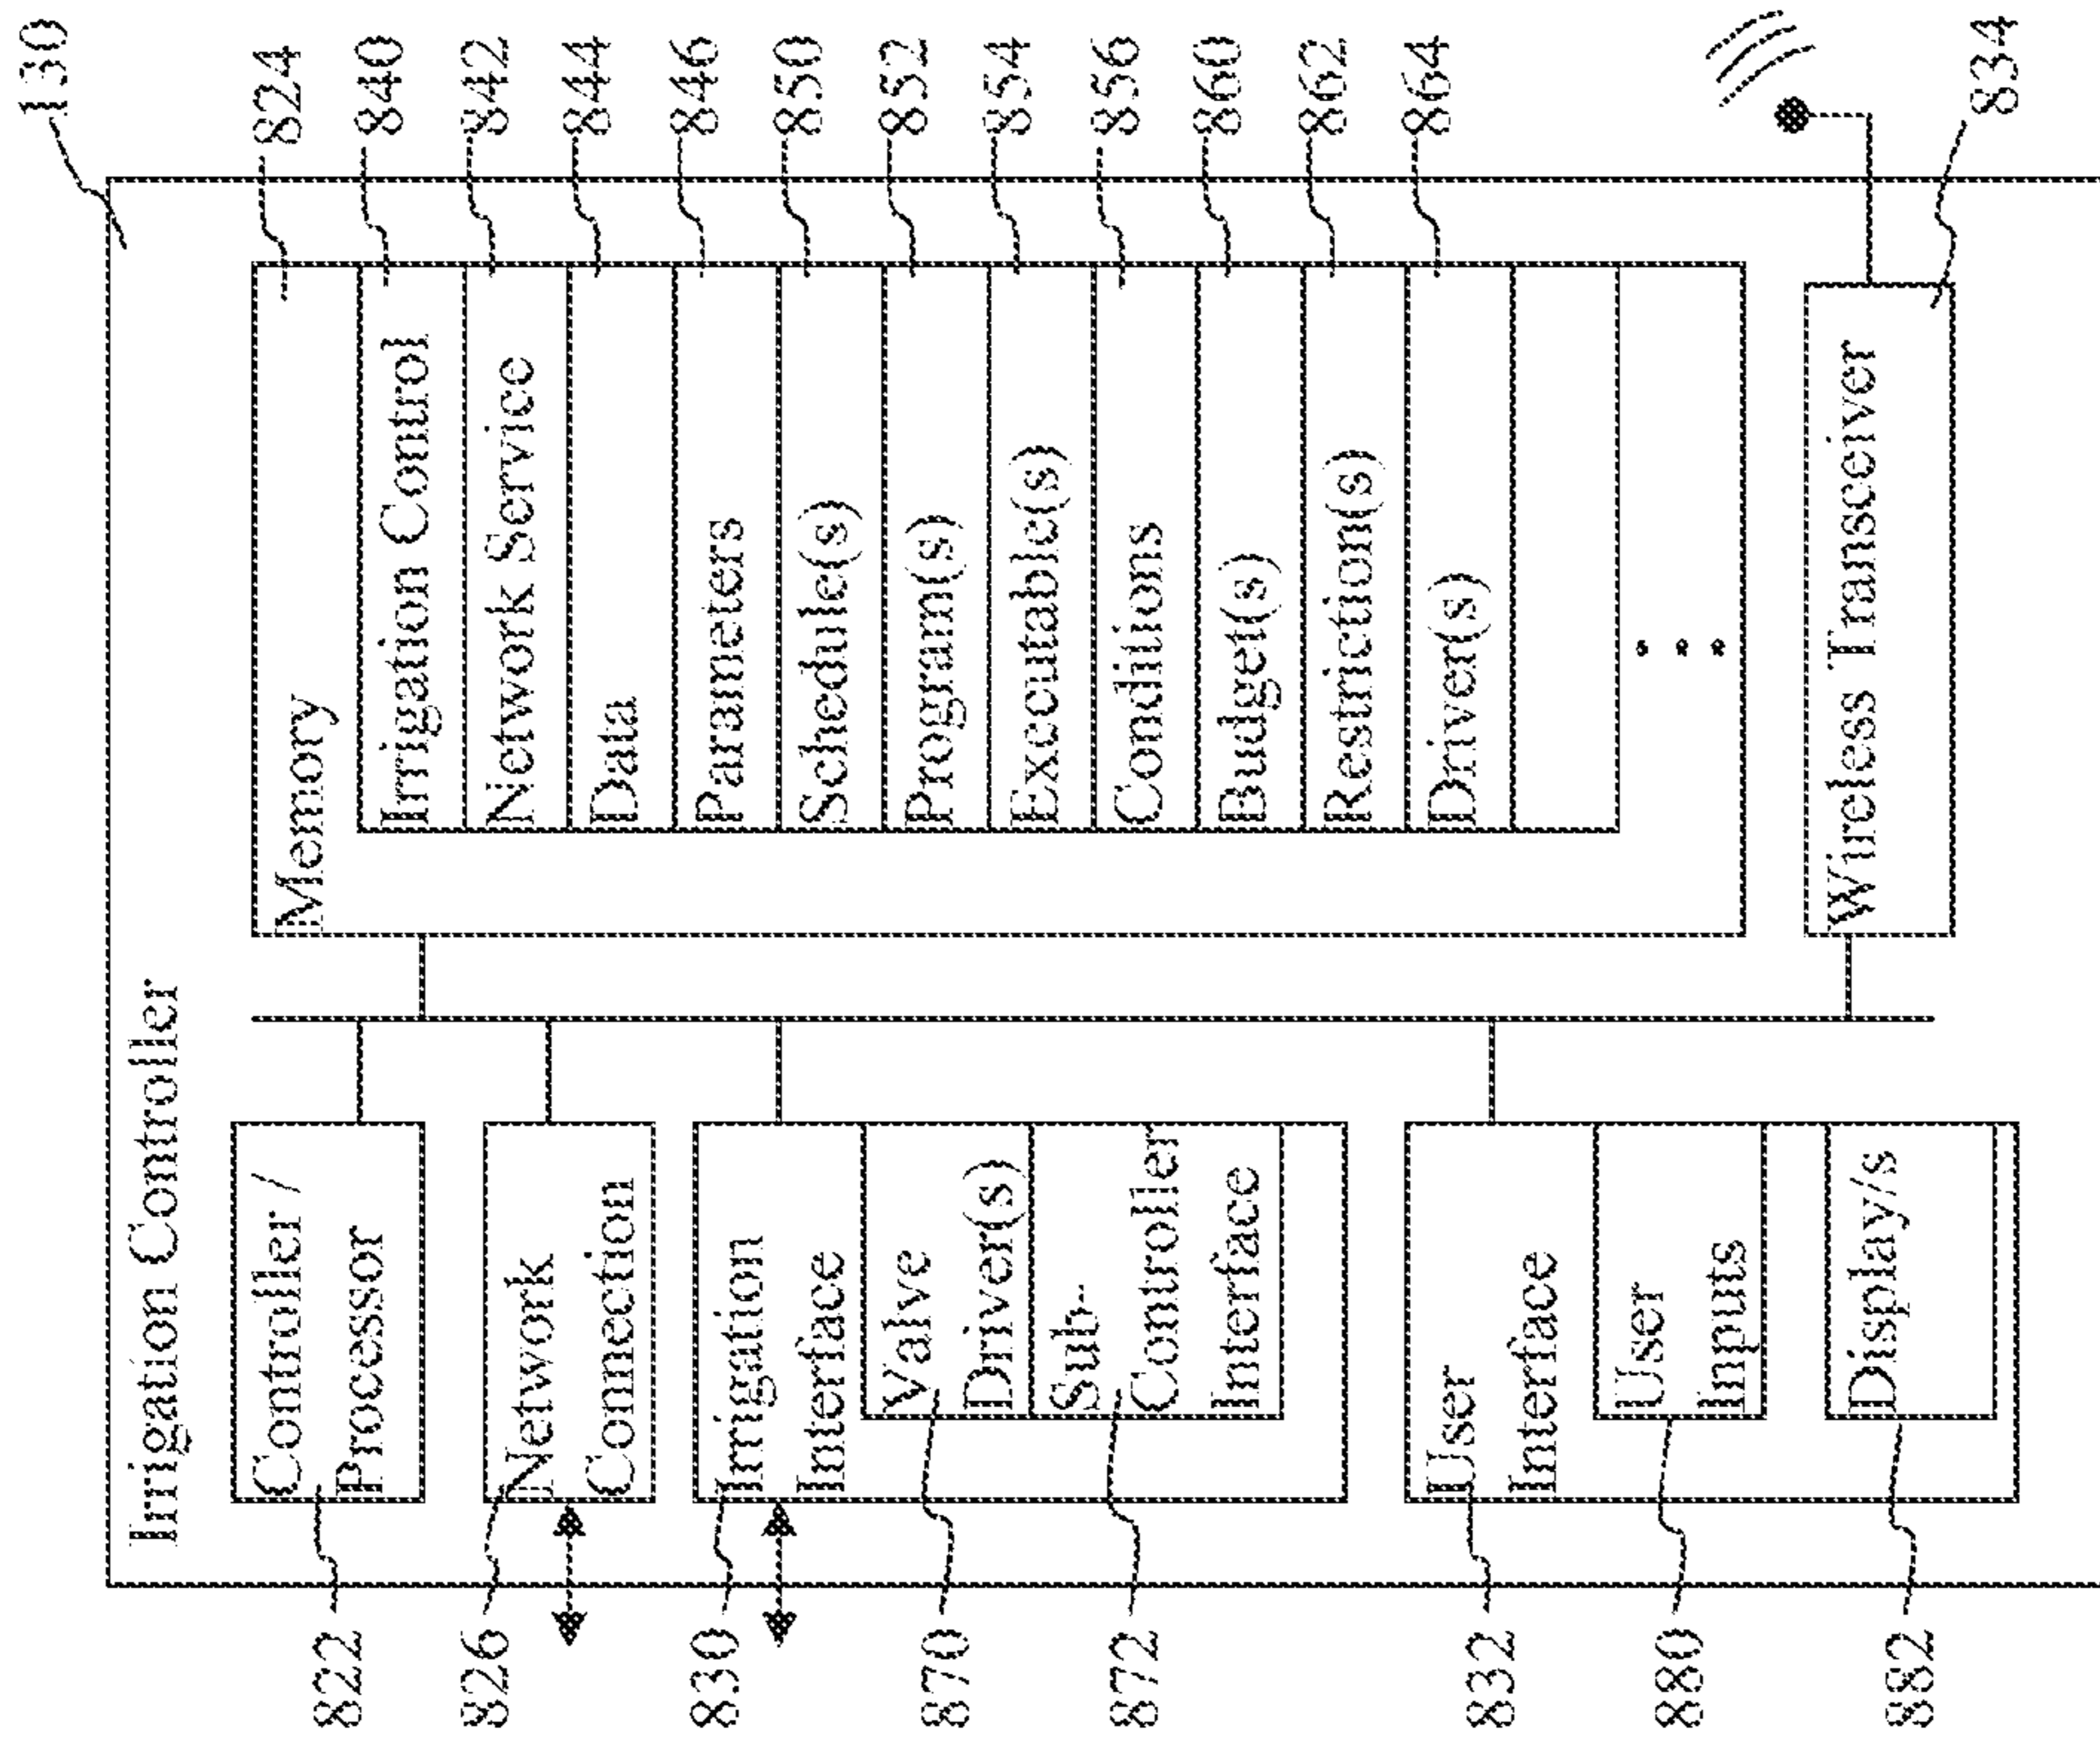 130
Irrigation Controller
822
Controller /
Processor
826
Network
Connection
830
Irrigation
Interface
870
Valve
Driver(s)
872
Sub-
Controller
Interface
832
User
Interface
880
User
Inputs
882
Display/s
Memory
824
Irrigation Control
840
Network Service
842
Data
844
Parameters
846
Schedule(s)
850
Program(s)
852
Executable(s)
854
Conditions
856
Budget(s)
860
Restriction(s)
862
Driver(s)
864
Wireless Transceiver
834